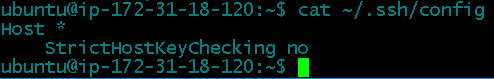 ubuntu@ip-172-31-18-120:~$ cat ~/.ssh/config
Host *
    StrictHostKeyChecking no
ubuntu@ip-172-31-18-120:~$